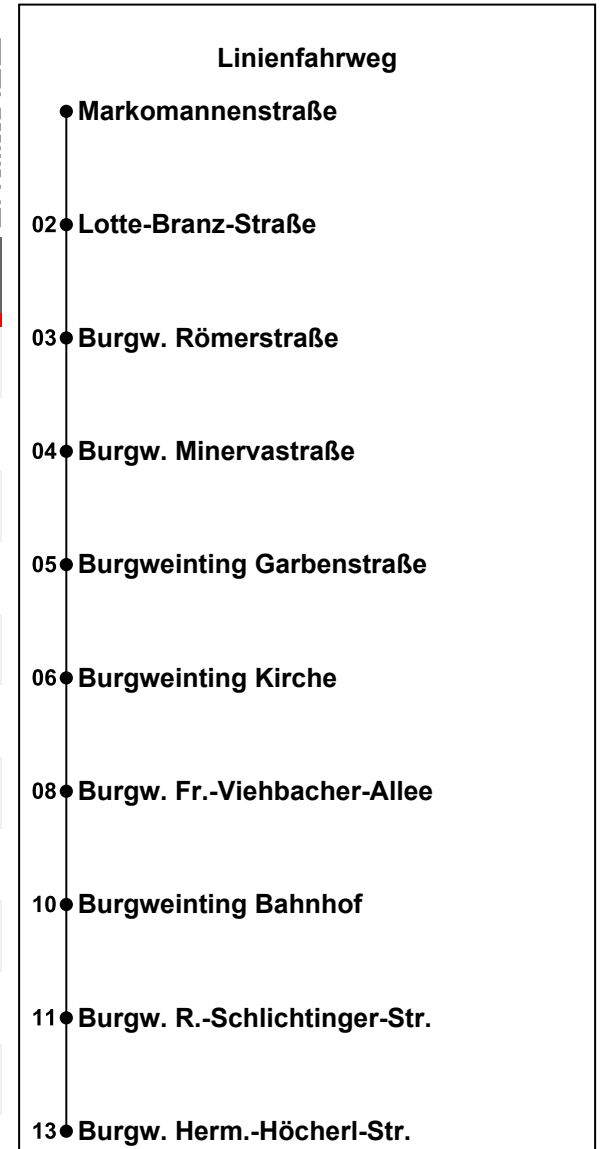 Linienfahrweg
Markomannenstraße
02 Lotte-Branz-Straße
03 Burgw. Römerstraße
04 Burgw. Minervastraße
05 Burgweinting Garbenstraße
06 Burgweinting Kirche
08 Burgw. Fr.-Viehbacher-Allee
10 Burgweinting Bahnhof
11 Burgw. R.-Schlichtinger-Str.
13 Burgw. Herm.-Höcherl-Str.